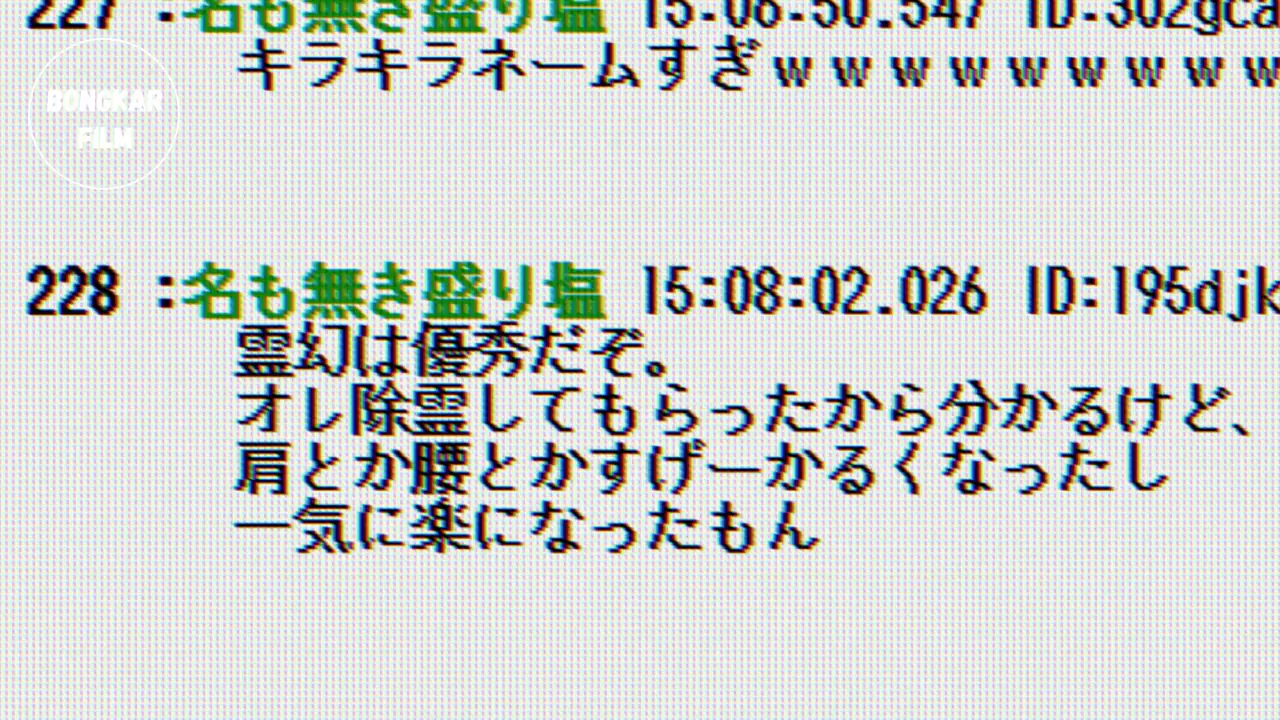 227 :名も無き盛り塩 15:06:50.547 ID:302gca
キラキラネームすぎｗｗｗｗｗｗｗｗｗ
BONGKAR
FILM
228 :名も無き盛り塩 15:08:02.026 ID:195djk
霊幻は優秀だぞ。
オレ除霊してもらったから分かるけど、
肩とか腰とかすげーかるくなったし
一気に楽になったもん